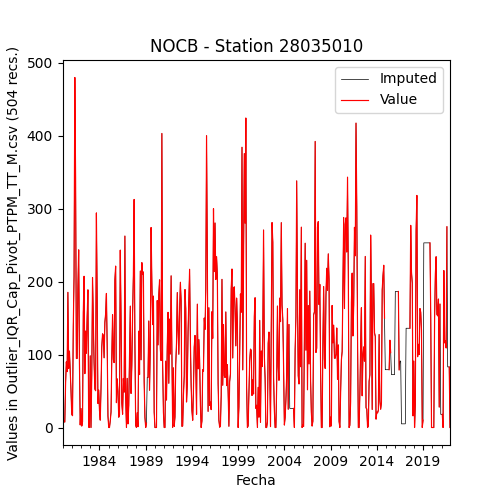 NOCB - Station 28035010
Imputed
Value
Values in Outlier_IQR_Cap_Pivot_PTPM_TT_M.csv (504 recs.)
500
400
300
200
100
0
1984 1989 1994 1999 2004 2009 2014 2019
Fecha